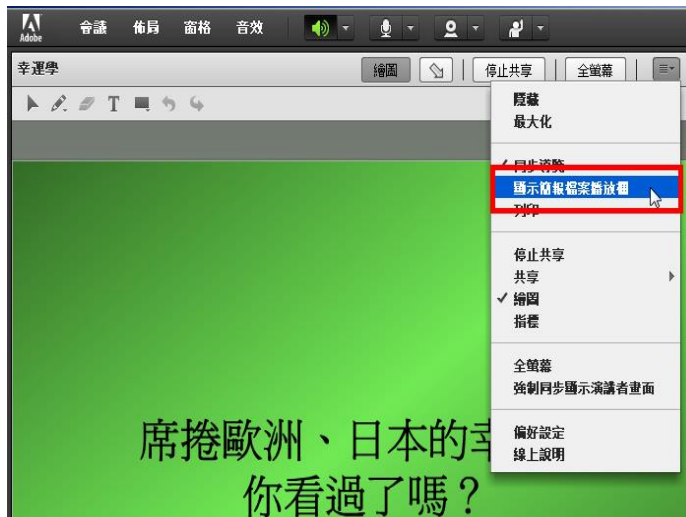 Adobe 會議 佈局 窗格 音效
幸運學 繪圖 停止共享 全螢幕
T
隱藏
最大化
同步導覽
顯示簡報檔案播放欄
列印
停止共享
共享
繪圖
指標
全螢幕
強制同步顯示演講者畫面
偏好設定
線上說明
席捲歐洲、日本的幸
你看過了嗎？